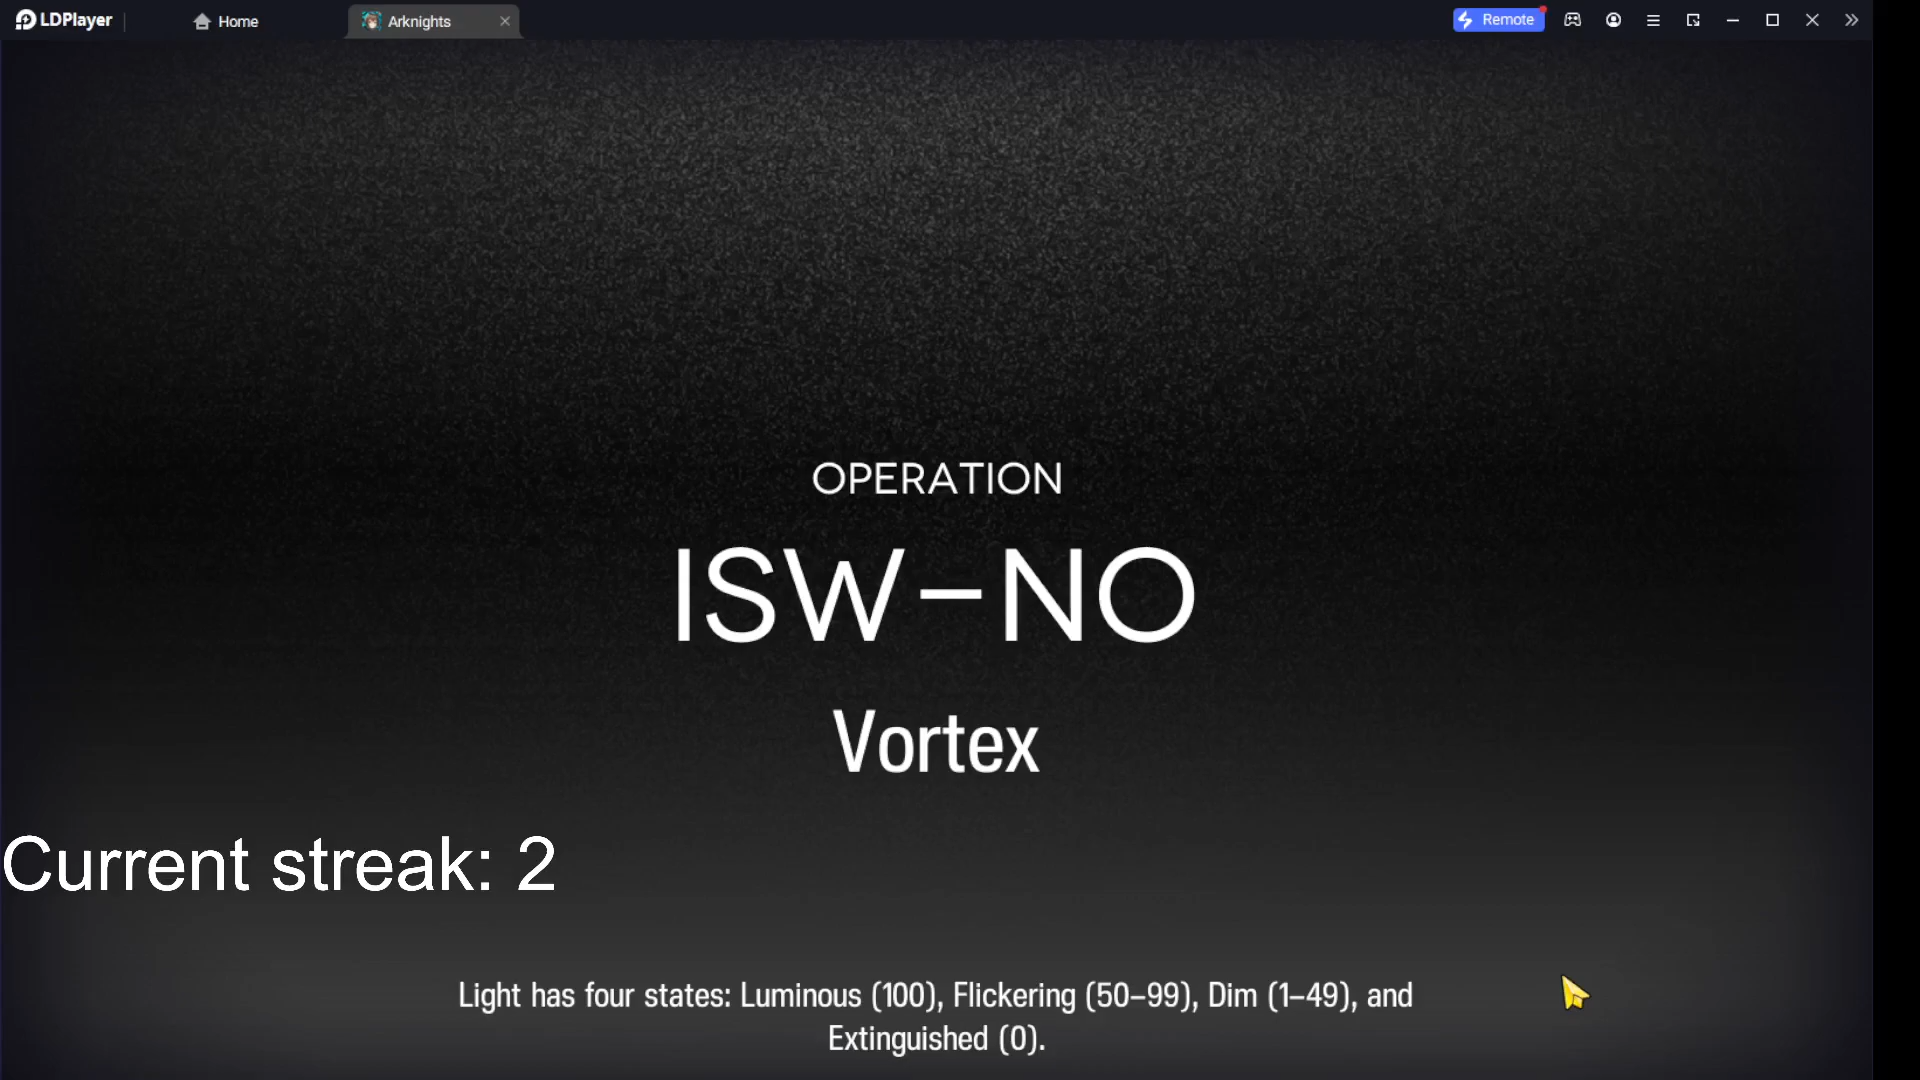 LDPlayer
Home
Arknights
Remote
OPERATION
ISW-NO
Vortex
Current streak: 2
Light has four states: Luminous (100), Flickering (50–99), Dim (1–49), and
Extinguished (0).